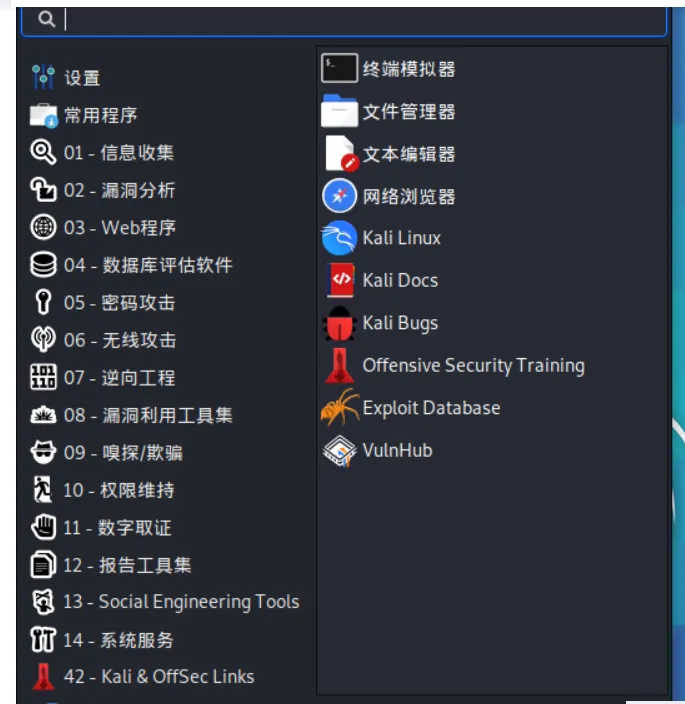 设置
常用程序
01 - 信息收集
02 - 漏洞分析
03 - Web程序
04 - 数据库评估软件
05 - 密码攻击
06 - 无线攻击
07 - 逆向工程
08 - 漏洞利用工具集
09 - 嗅探/欺骗
10 - 权限维持
11 - 数字取证
12 - 报告工具集
13 - Social Engineering Tools
14 - 系统服务
42 - Kali & OffSec Links
终端模拟器
文件管理器
文本编辑器
网络浏览器
Kali Linux
Kali Docs
Kali Bugs
Offensive Security Training
Exploit Database
VulnHub